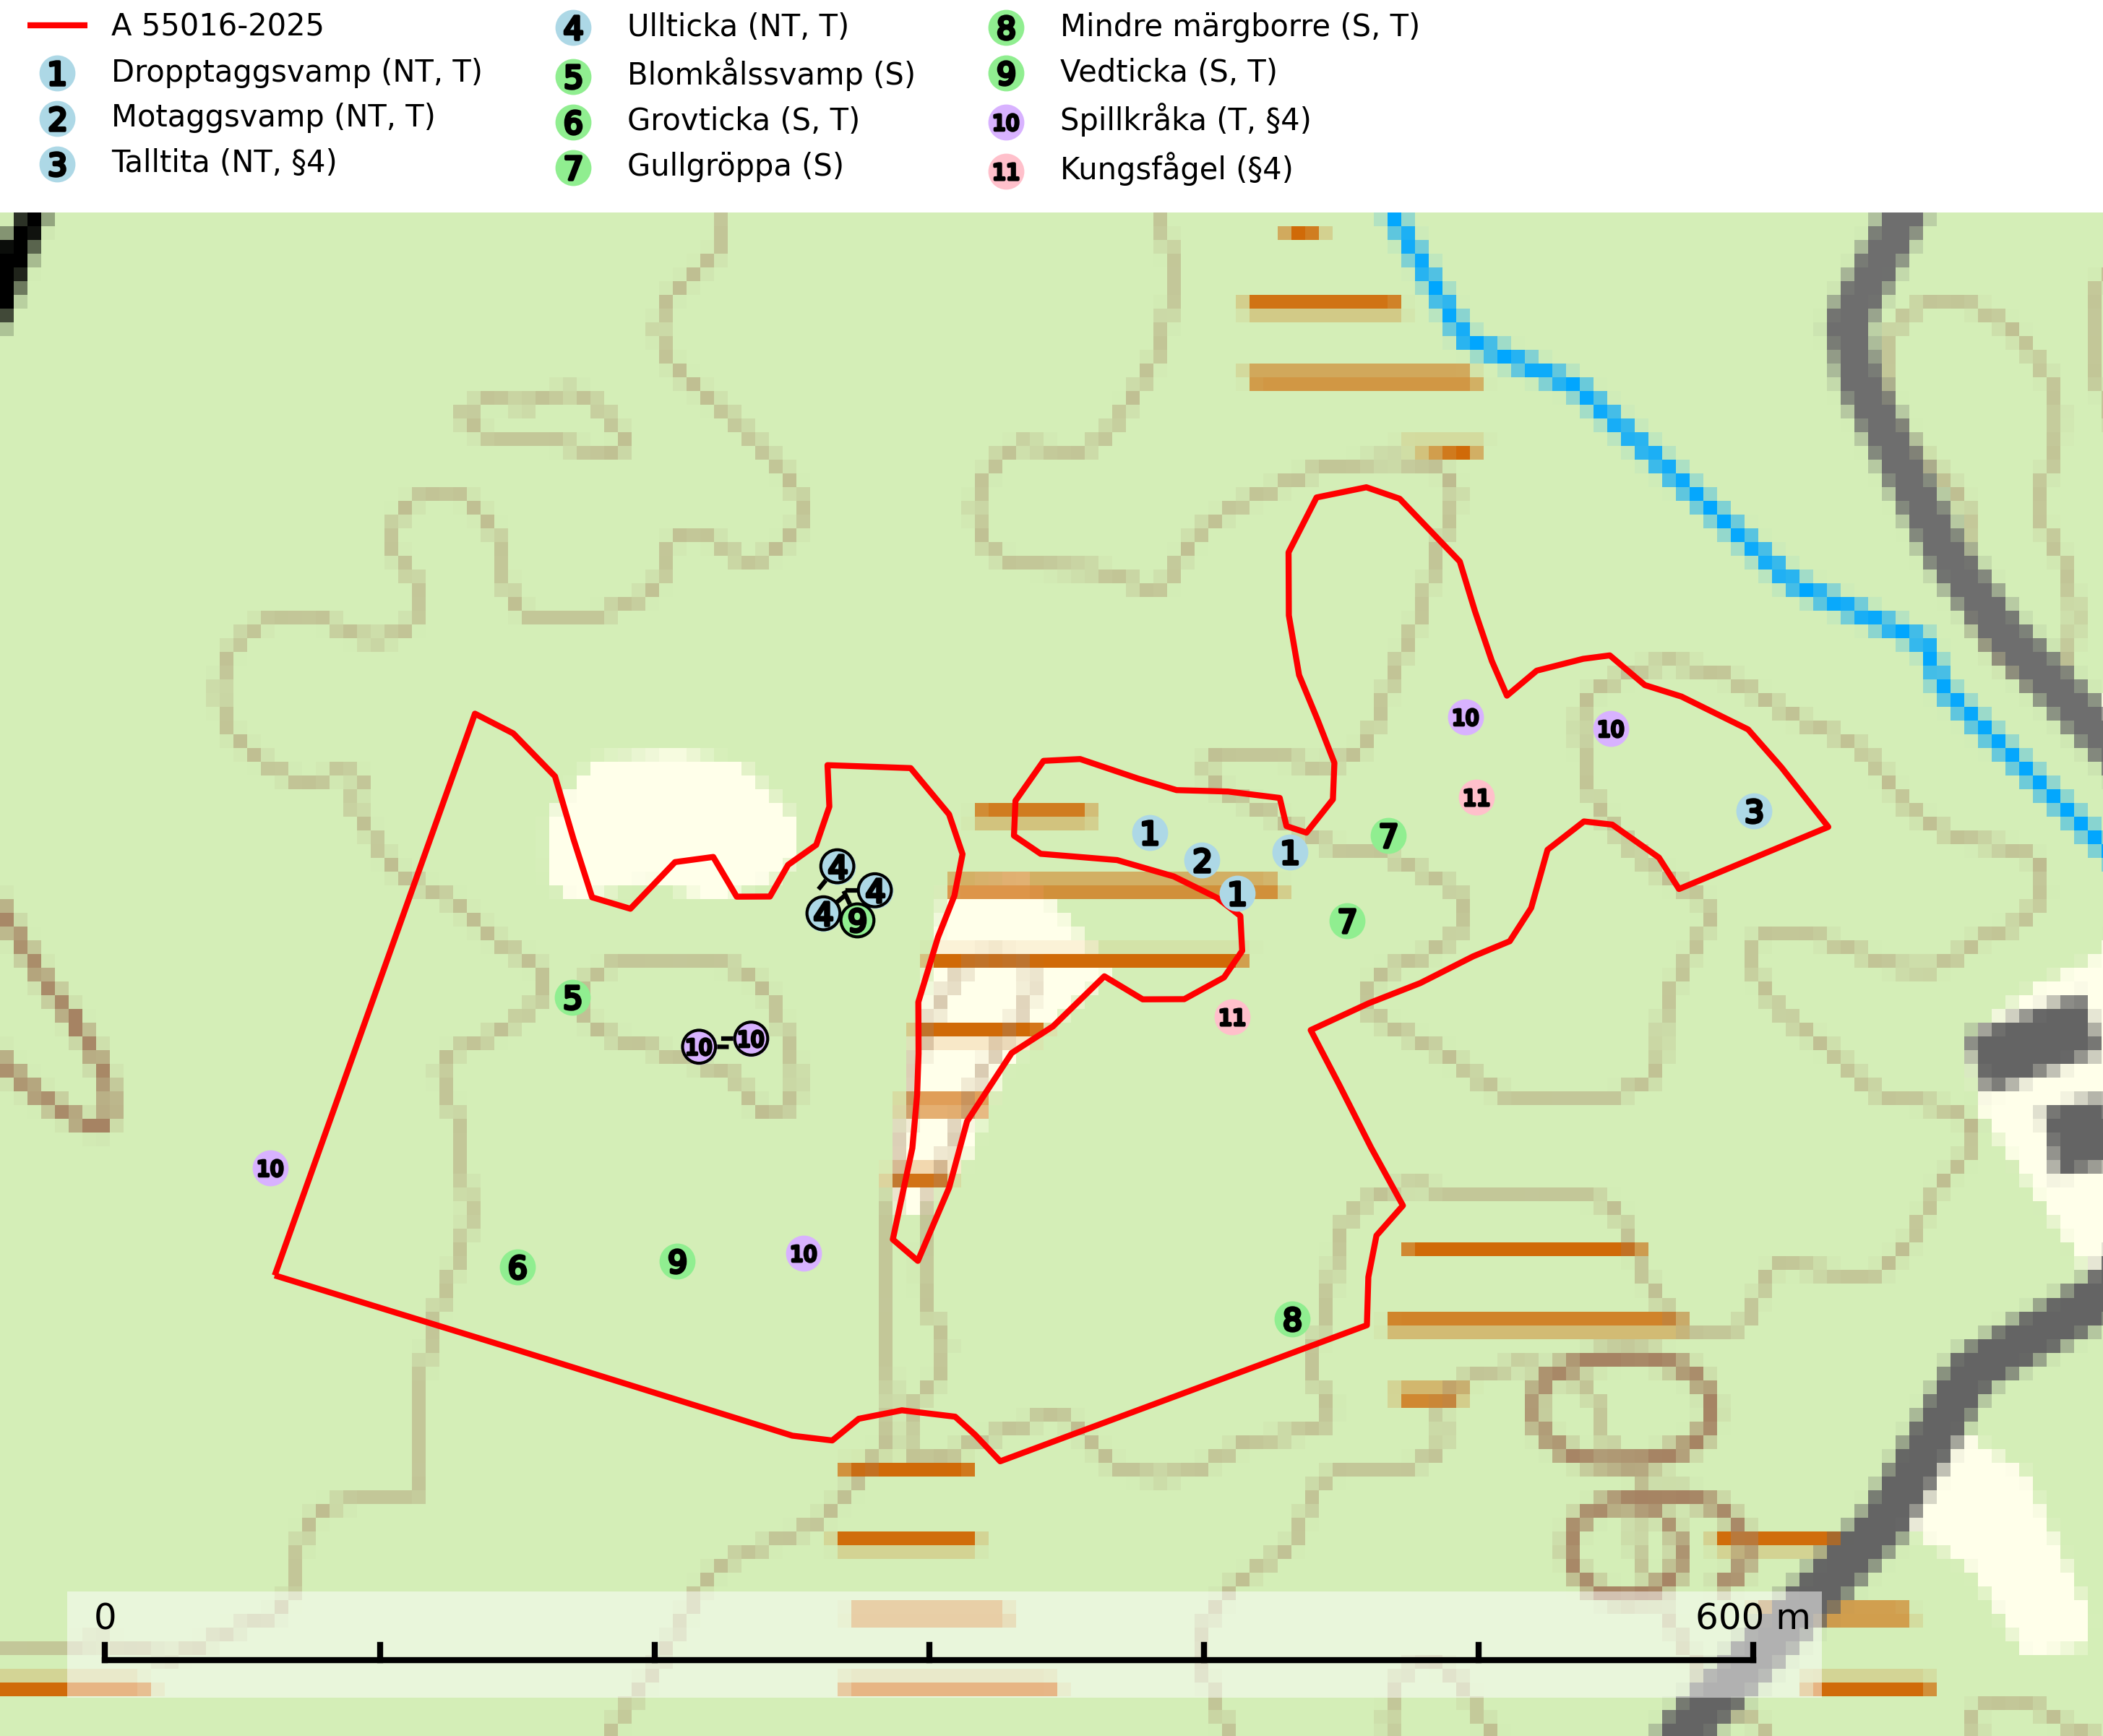 A 55016-2025
1 Dropptaggsvamp (NT, T)
2 Motaggsvamp (NT, T)
3 Talltita (NT, §4)
4 Ullticka (NT, T)
5 Blomkålssvamp (S)
6 Grovticka (S, T)
7 Gullgröppa (S)
8 Mindre märgborre (S, T)
9 Vedticka (S, T)
10 Spillkråka (T, §4)
11 Kungsfågel (§4)
10
10
11
3
1
7
1
2
4
4
1
4
9
7
5
11
10
10
10
10
9
6
8
0
600 m